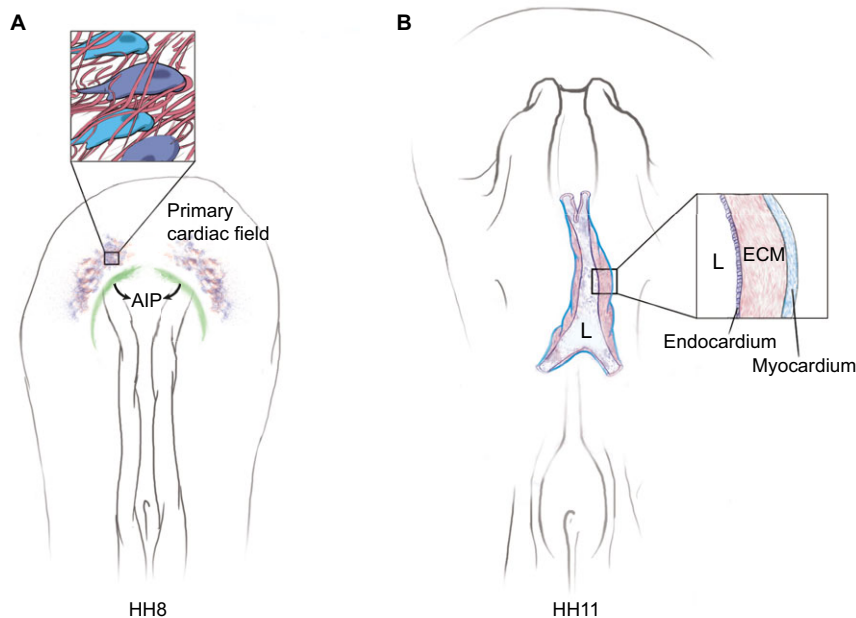 A
Primary
cardiac field
AIP
HH8
B
L
L
ECM
Endocardium
Myocardium
HH11